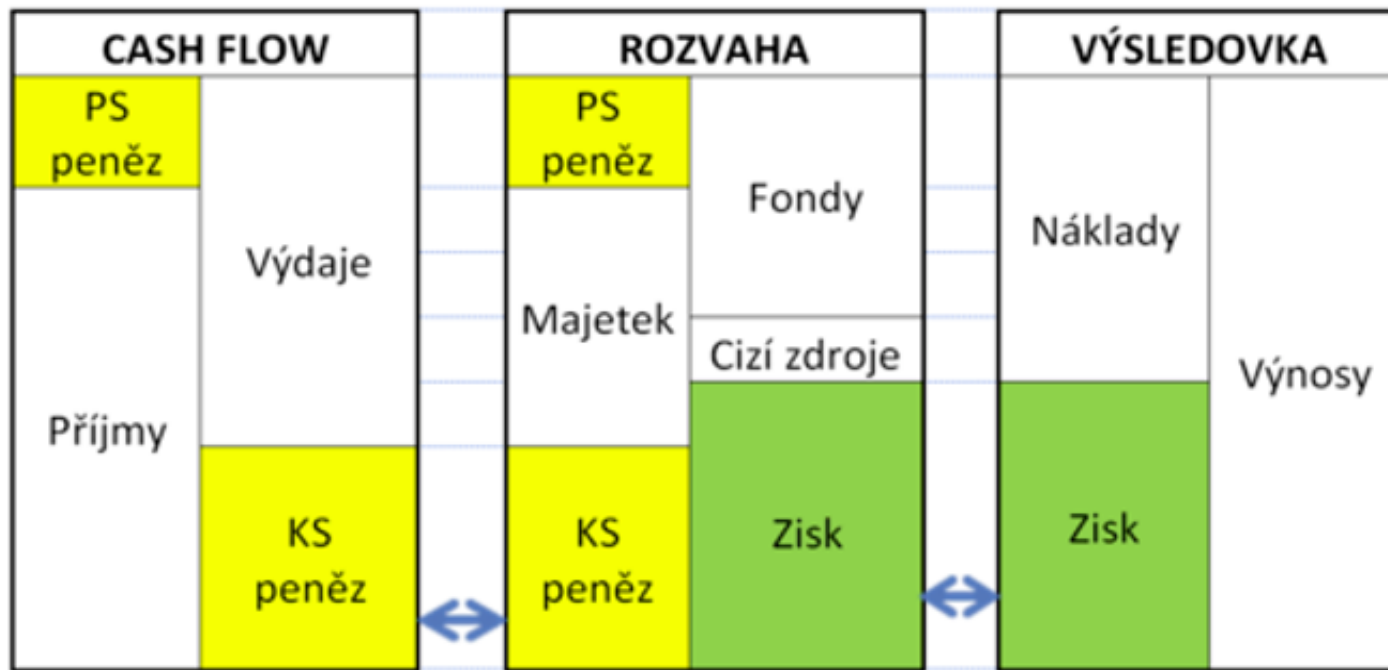 CASH FLOW
PS
peněz
Výdaje
Příjmy
KS
peněz
ROZVAHA
PS
peněz
Fondy
Majetek
Cizí zdroje
KS
peněz
Zisk
VÝSLEDOVKA
Náklady
Výnosy
Zisk